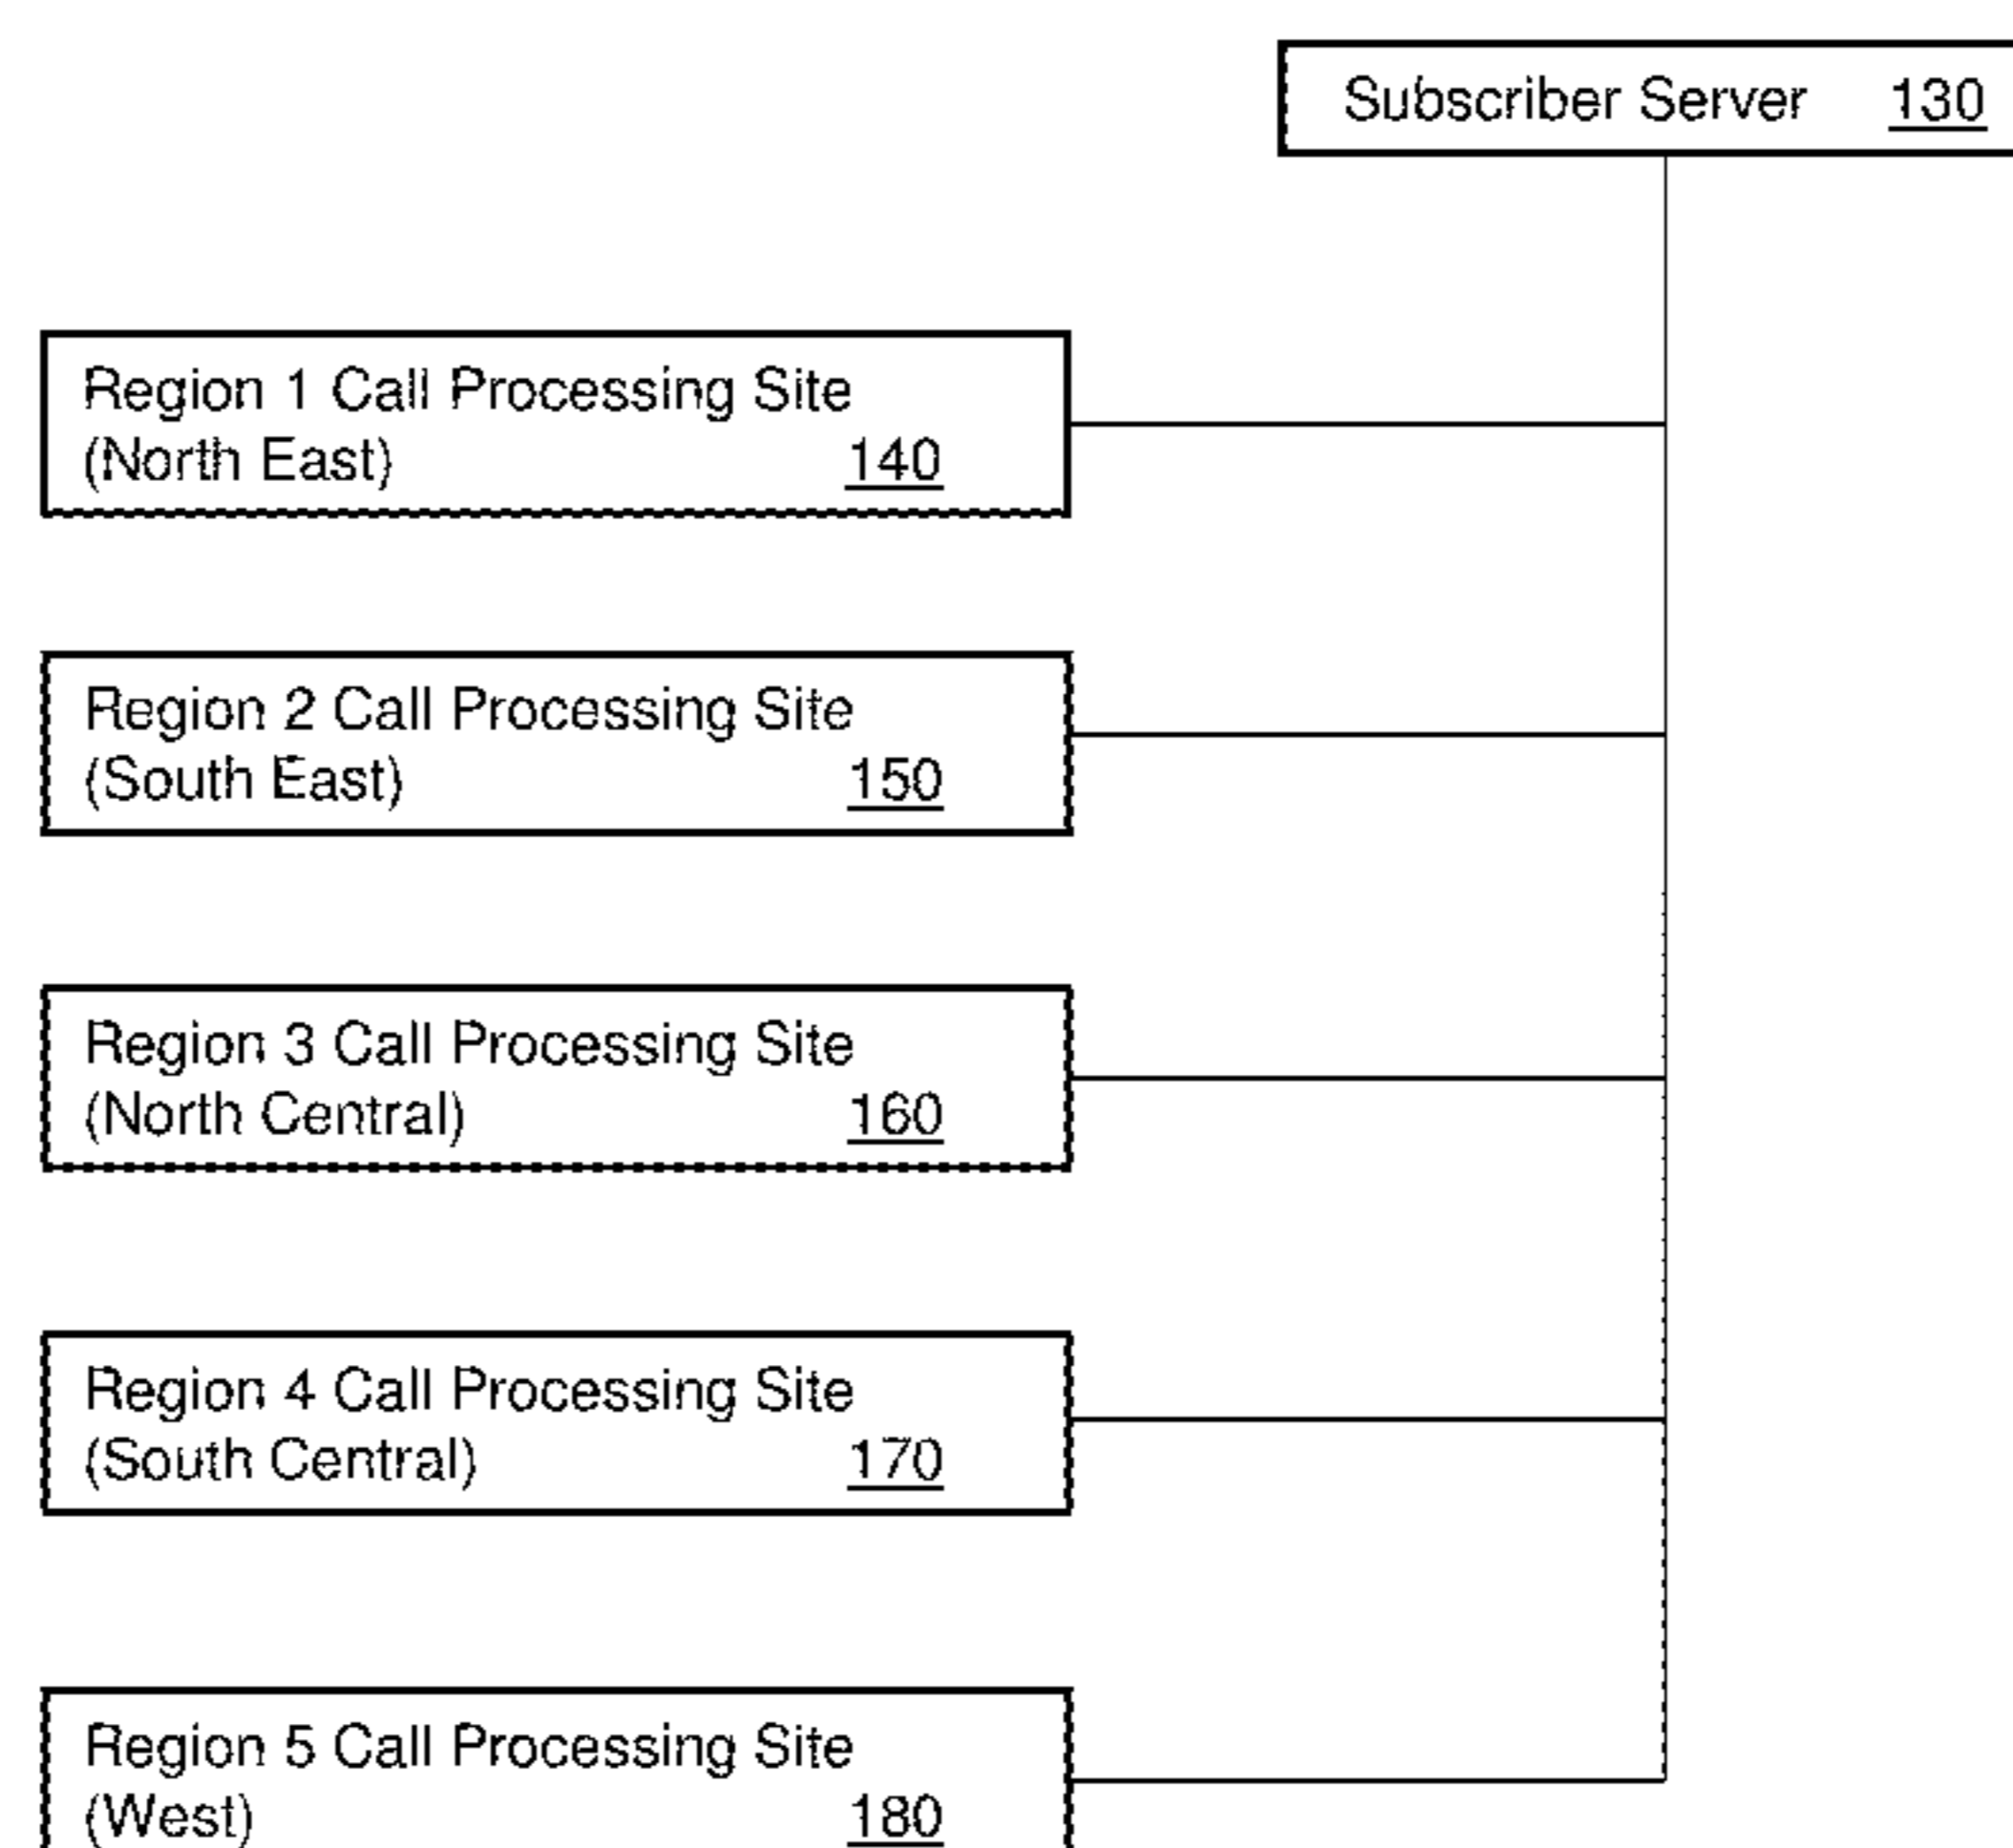 Subscriber Server 130
Region 1 Call Processing Site
(North East) 140
Region 2 Call Processing Site
(South East) 150
Region 3 Call Processing Site
(North Central) 160
Region 4 Call Processing Site
(South Central) 170
Region 5 Call Processing Site
(West) 180